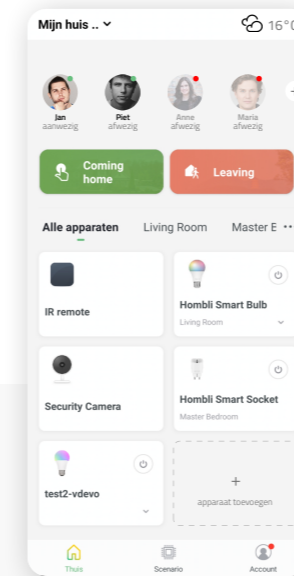 Mijn huis ..
16°
Jan
aanwezig
Piet
afwezig
Anne
afwezig
Maria
afwezig
Coming
home
Leaving
Alle apparaten
Living Room
Master
IR remote
Hombli Smart Bulb
Living Room
Security Camera
Hombli Smart Socket
Master Bedroom
test2-vdevo
+
apparaat toevoegen
Thuis
Scenario
Account